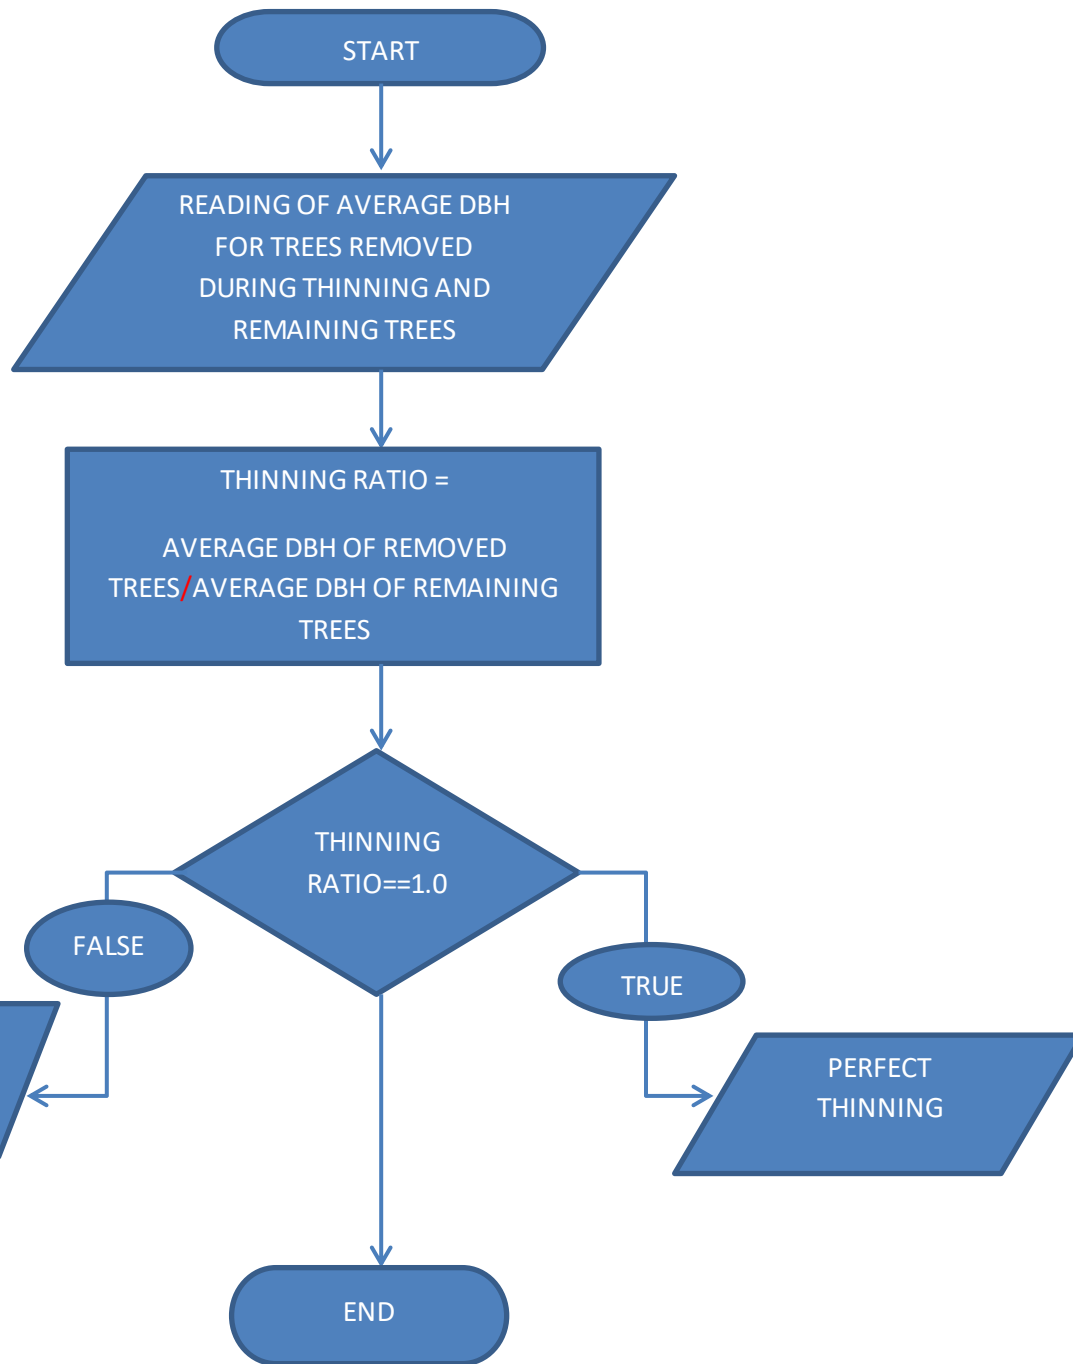 START
READING OF AVERAGE DBH
FOR TREES REMOVED
DURING THINNING AND
REMAINING TREES
THINNING RATIO =
AVERAGE DBH OF REMOVED
TREES/AVERAGE DBH OF REMAINING
TREES
THINNING
RATIO==1.0
FALSE
TRUE
PERFECT
THINNING
END